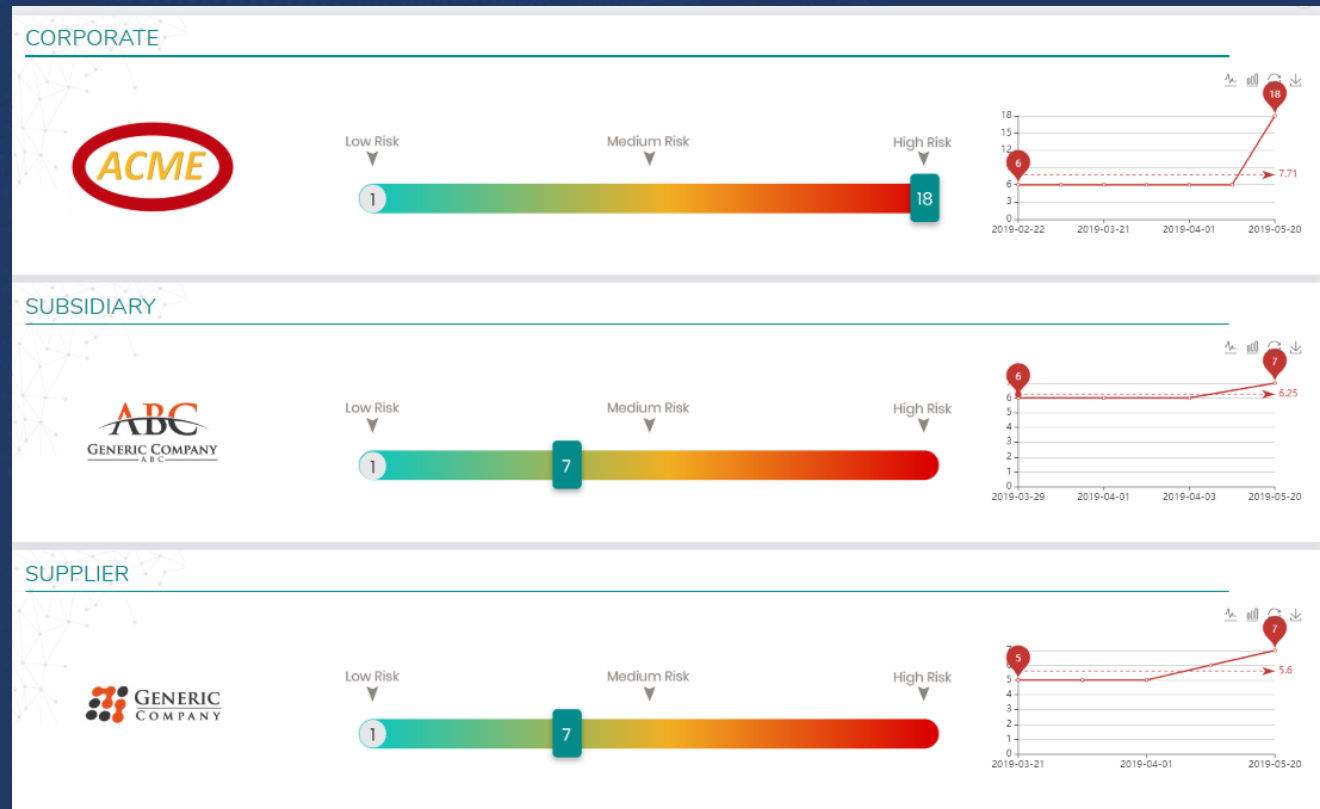 CORPORATE
ACME
Low Risk
Medium Risk
High Risk
1
18
18
15
12
6
3
0
6
18
7.71
2019-02-22
2019-03-21
2019-04-01
2019-05-20
SUBSIDIARY
ABC
GENERIC COMPANY
ABC
Low Risk
Medium Risk
High Risk
1
7
6
5
4
3
2
1
0
6
7
6.25
2019-03-29
2019-04-01
2019-04-03
2019-05-20
SUPPLIER
GENERIC
COMPANY
Low Risk
Medium Risk
High Risk
1
7
5
4
3
2
1
0
5
7
5.6
2019-03-21
2019-04-01
2019-05-20